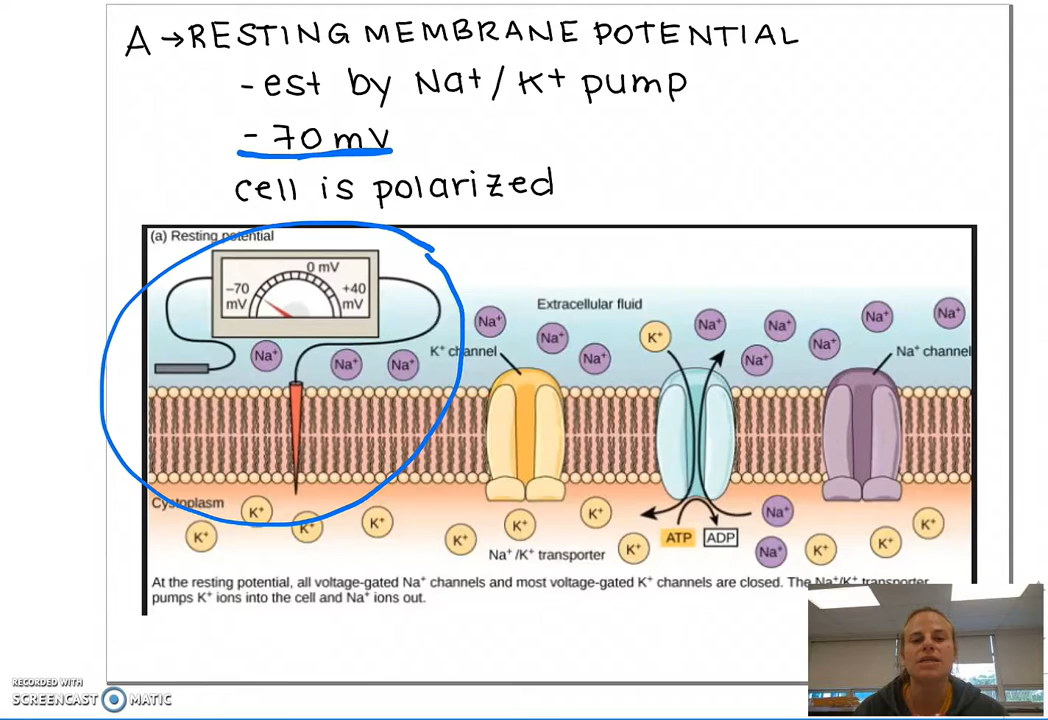 A → RESTING MEMBRANE POTENTIAL
- est by Na+ / K+ pump
- 70 mV
cell is polarized
(a) Resting potential
0 mV
–70 mV
+40 mV
Extracellular fluid
Na⁺
Na⁺
Na⁺
K⁺
Na⁺
Na⁺
Na⁺
Na⁺
Na⁺
Na⁺
Na⁺
Na⁺
Na⁺
K⁺ channel
Na⁺ channel
Cystoplasm
K⁺
K⁺
K⁺
K⁺
K⁺
K⁺
K⁺
K⁺
ATP
ADP
Na⁺
Na⁺
K⁺
K⁺
K⁺
Na⁺/K⁺ transporter
At the resting potential, all voltage-gated Na⁺ channels and most voltage-gated K⁺ channels are closed. The Na⁺/K⁺ transporter
pumps K⁺ ions into the cell and Na⁺ ions out.
RECORDED WITH
SCREENCAST MATIC